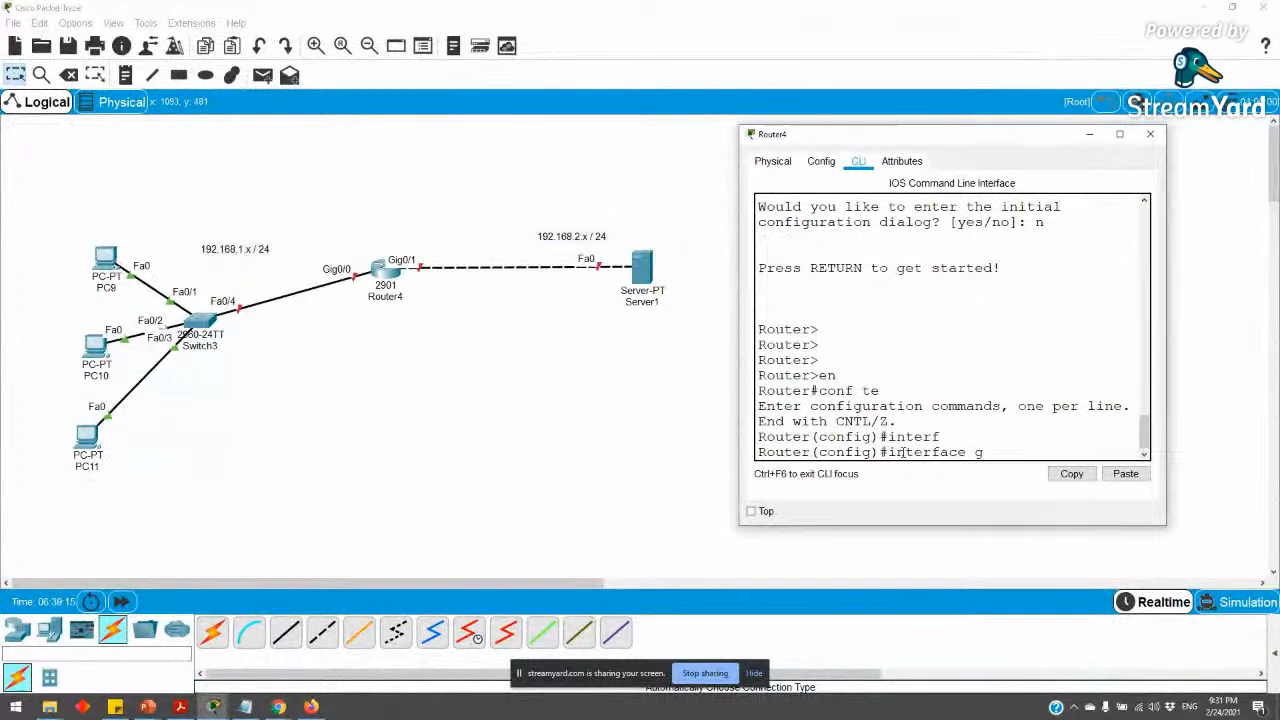 Cisco Packet Tracer
File Edit Options View Tools Extensions Help
Powered by
StreamYard
Logical
Physical
x: 1093, y: 481
[Root]
Router4
Physical Config CLI Attributes
IOS Command Line Interface
Would you like to enter the initial
configuration dialog? [yes/no]: n
Press RETURN to get started!
Router>
Router>
Router>
Router>en
Router#conf te
Enter configuration commands, one per line.
End with CNTL/Z.
Router(config)#interf
Router(config)#interface g
Ctrl+F6 to exit CLI focus
Copy
Paste
Top
192.168.1.x / 24
192.168.2.x / 24
PC-PT
PC9
Fa0
Fa0/1
Fa0/4
Gig0/0
Gig0/1
2901
Router4
Fa0
Server-PT
Server1
Fa0
Fa0/2
Fa0/3
2960-24TT
Switch3
PC-PT
PC10
Fa0
PC-PT
PC11
Time: 06:39:15
Realtime
Simulation
streamyard.com is sharing your screen.
Stop sharing
Hide
Automatically Choose Connection Type
9:31 PM
2/24/2021
ENG